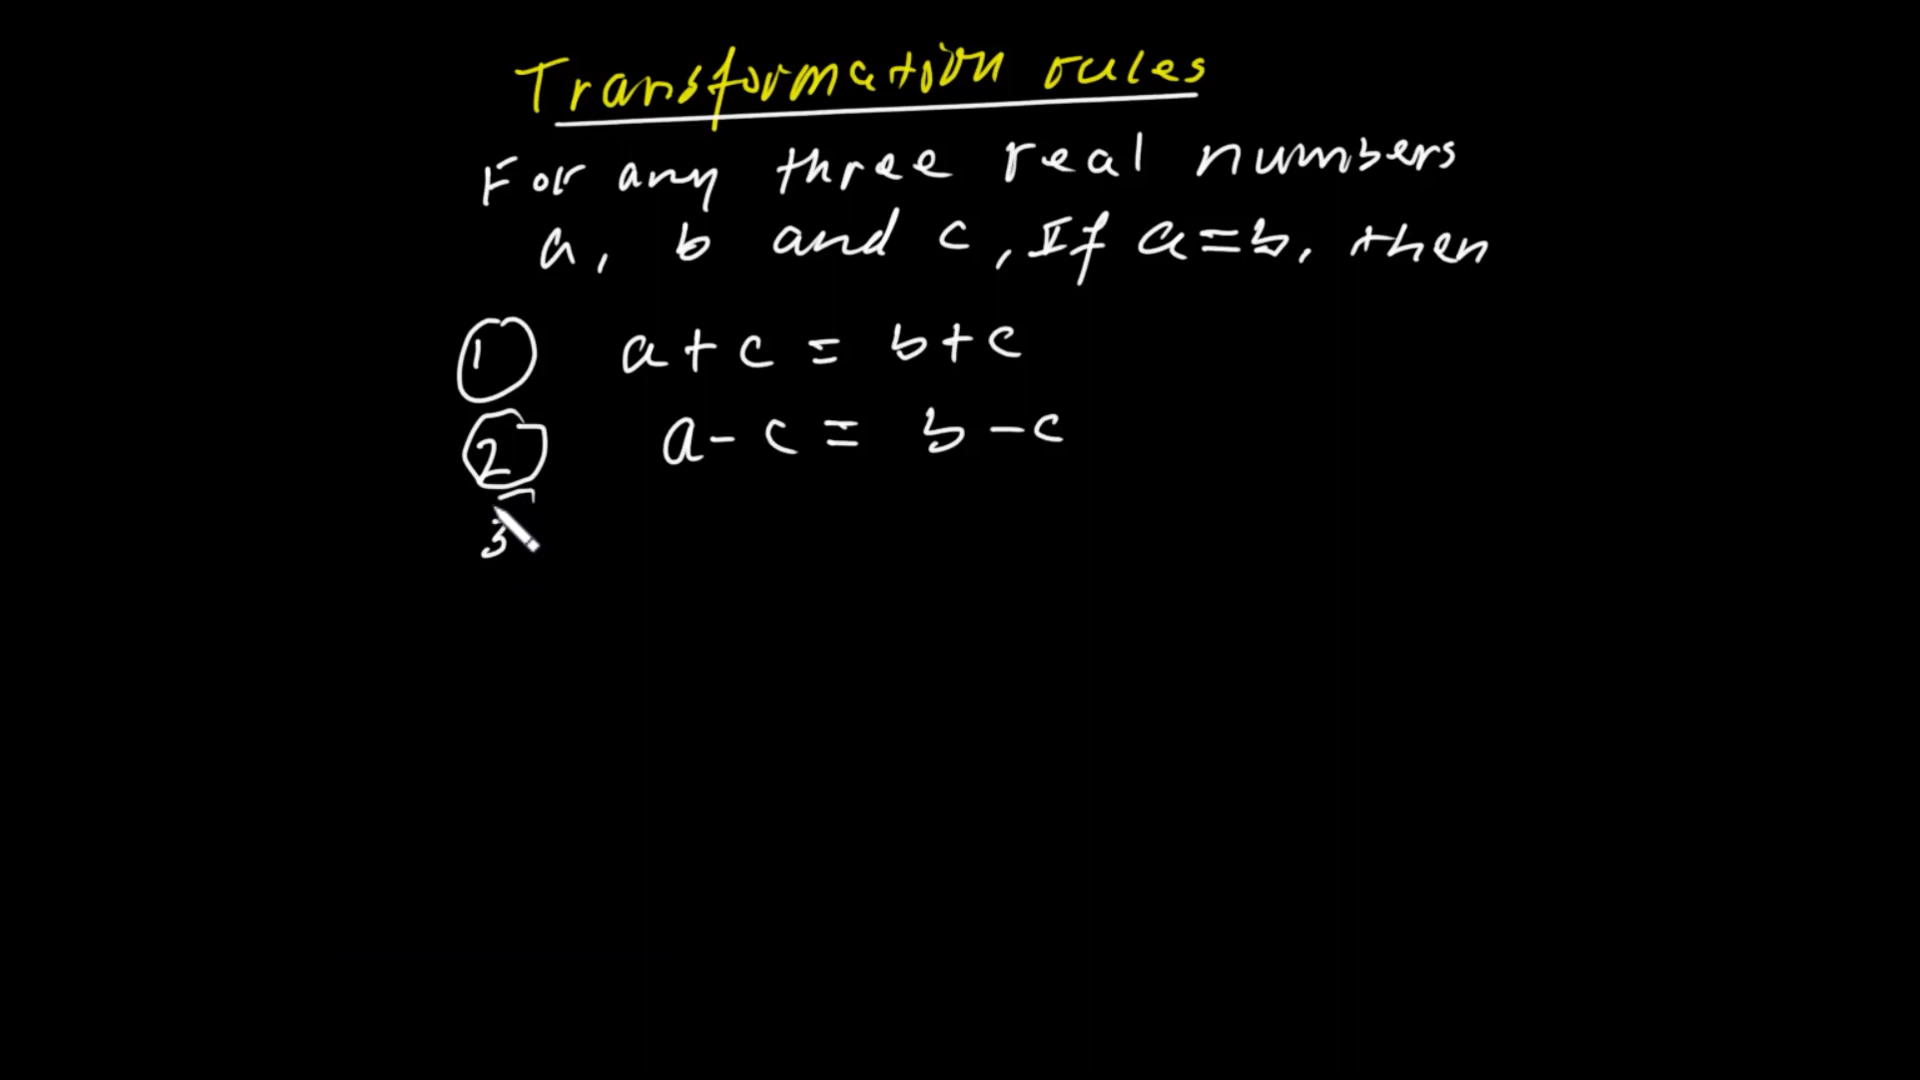 Transformation rules
For any three real numbers
a, b and c, If a=b, then
1 a+c = b+c
2 a-c = b-c
3